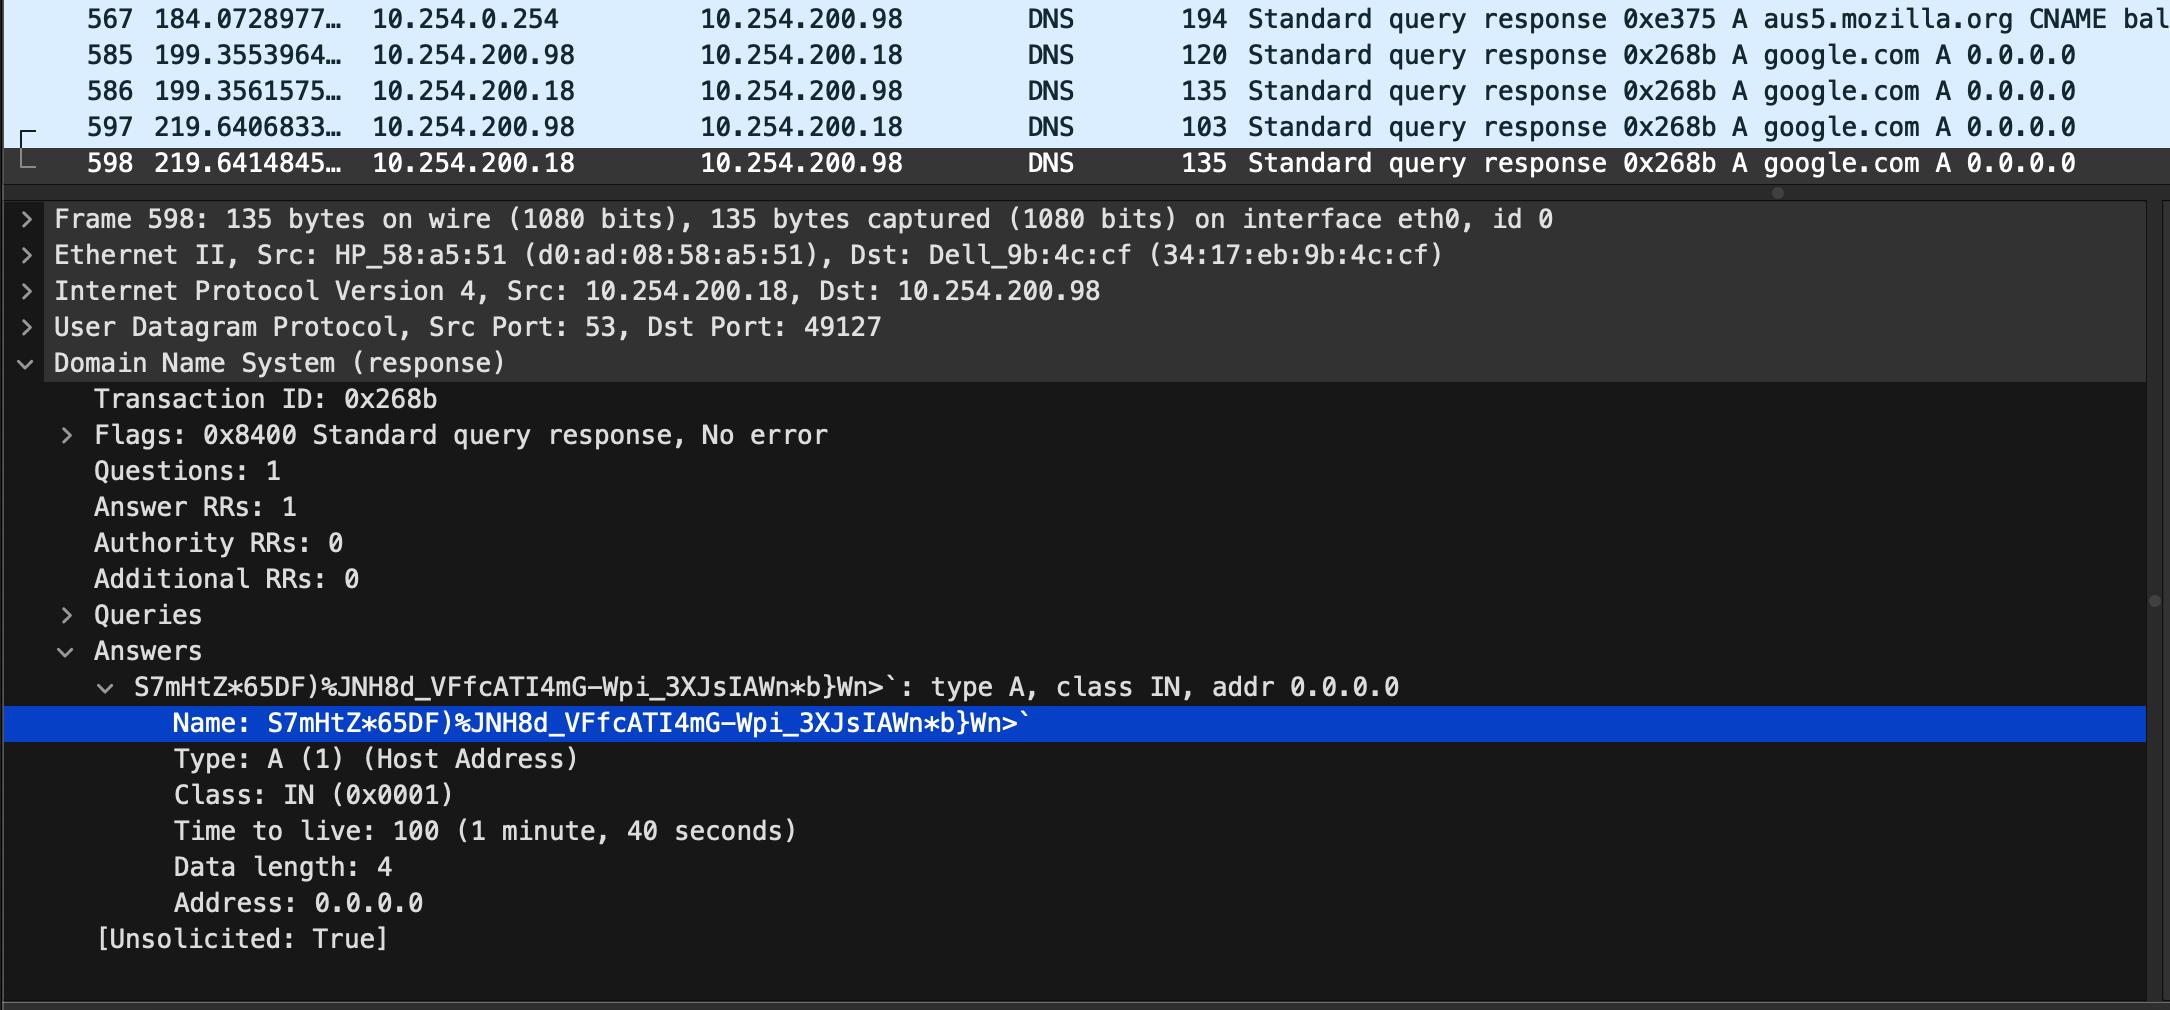 567 184.0728977… 10.254.0.254 10.254.200.98 DNS 194 Standard query response 0xe375 A aus5.mozilla.org CNAME bal
585 199.3553964… 10.254.200.98 10.254.200.18 DNS 120 Standard query response 0x268b A google.com A 0.0.0.0
586 199.3561575… 10.254.200.18 10.254.200.98 DNS 135 Standard query response 0x268b A google.com A 0.0.0.0
597 219.6406833… 10.254.200.98 10.254.200.18 DNS 103 Standard query response 0x268b A google.com A 0.0.0.0
598 219.6414845… 10.254.200.18 10.254.200.98 DNS 135 Standard query response 0x268b A google.com A 0.0.0.0
Frame 598: 135 bytes on wire (1080 bits), 135 bytes captured (1080 bits) on interface eth0, id 0
Ethernet II, Src: HP_58:a5:51 (d0:ad:08:58:a5:51), Dst: Dell_9b:4c:cf (34:17:eb:9b:4c:cf)
Internet Protocol Version 4, Src: 10.254.200.18, Dst: 10.254.200.98
User Datagram Protocol, Src Port: 53, Dst Port: 49127
Domain Name System (response)
Transaction ID: 0x268b
Flags: 0x8400 Standard query response, No error
Questions: 1
Answer RRs: 1
Authority RRs: 0
Additional RRs: 0
Queries
Answers
S7mHtZ*65DF)%JNH8d_VFfcATI4mG-Wpi_3XJsIAWn*b}Wn>`: type A, class IN, addr 0.0.0.0
Name: S7mHtZ*65DF)%JNH8d_VFfcATI4mG-Wpi_3XJsIAWn*b}Wn>`
Type: A (1) (Host Address)
Class: IN (0x0001)
Time to live: 100 (1 minute, 40 seconds)
Data length: 4
Address: 0.0.0.0
[Unsolicited: True]